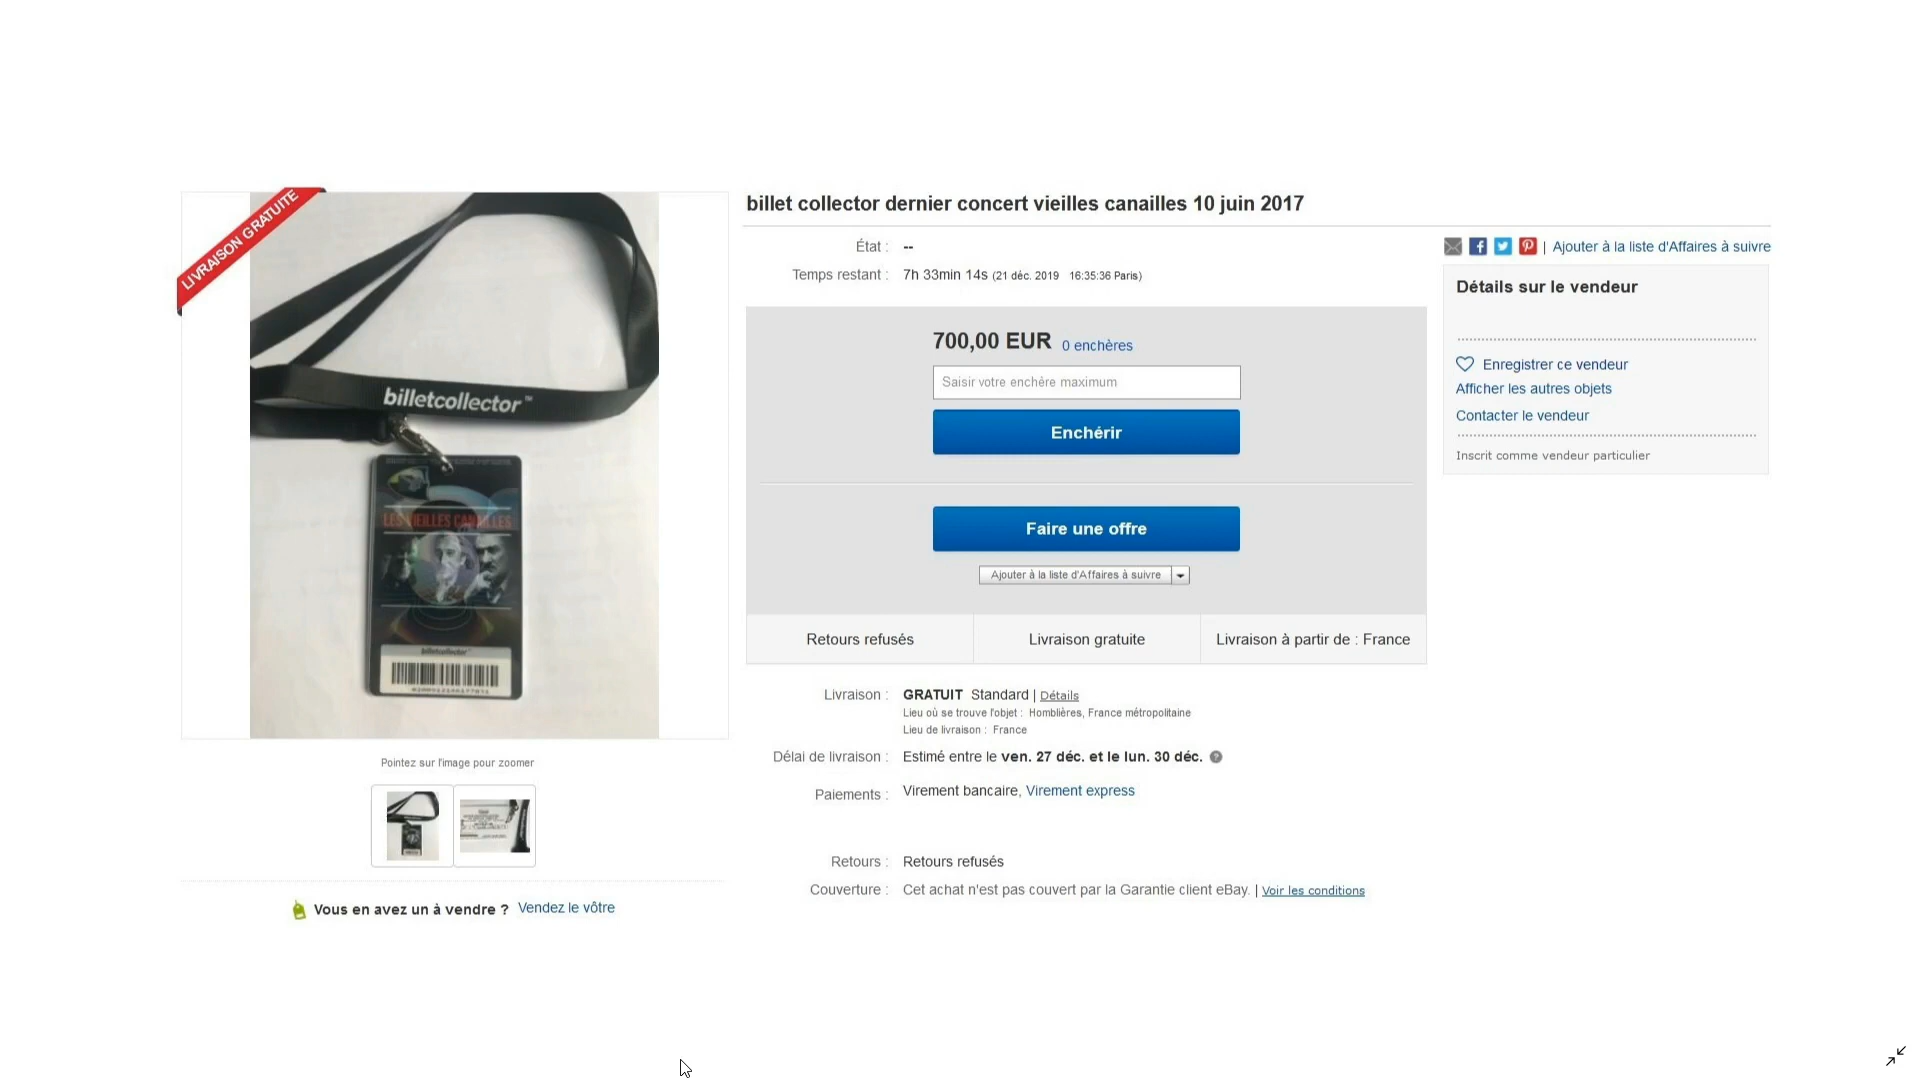 LIVRAISON GRATUITE
billetcollector™
LES VIEILLES CANAILLES
billetcollector™
Pointez sur l'image pour zoomer
Vous en avez un à vendre ? Vendez le vôtre
billet collector dernier concert vieilles canailles 10 juin 2017
État : --
Temps restant : 7h 33min 14s (21 déc. 2019 16:35:36 Paris)
700,00 EUR 0 enchères
Saisir votre enchère maximum
Enchérir
Faire une offre
Ajouter à la liste d'Affaires à suivre
Retours refusés Livraison gratuite Livraison à partir de : France
Livraison : GRATUIT Standard | Détails
Lieu où se trouve l'objet : Homblières, France métropolitaine
Lieu de livraison : France
Délai de livraison : Estimé entre le ven. 27 déc. et le lun. 30 déc. ?
Paiements : Virement bancaire, Virement express
Retours : Retours refusés
Couverture : Cet achat n'est pas couvert par la Garantie client eBay. | Voir les conditions
| Ajouter à la liste d'Affaires à suivre
Détails sur le vendeur
Enregistrer ce vendeur
Afficher les autres objets
Contacter le vendeur
Inscrit comme vendeur particulier